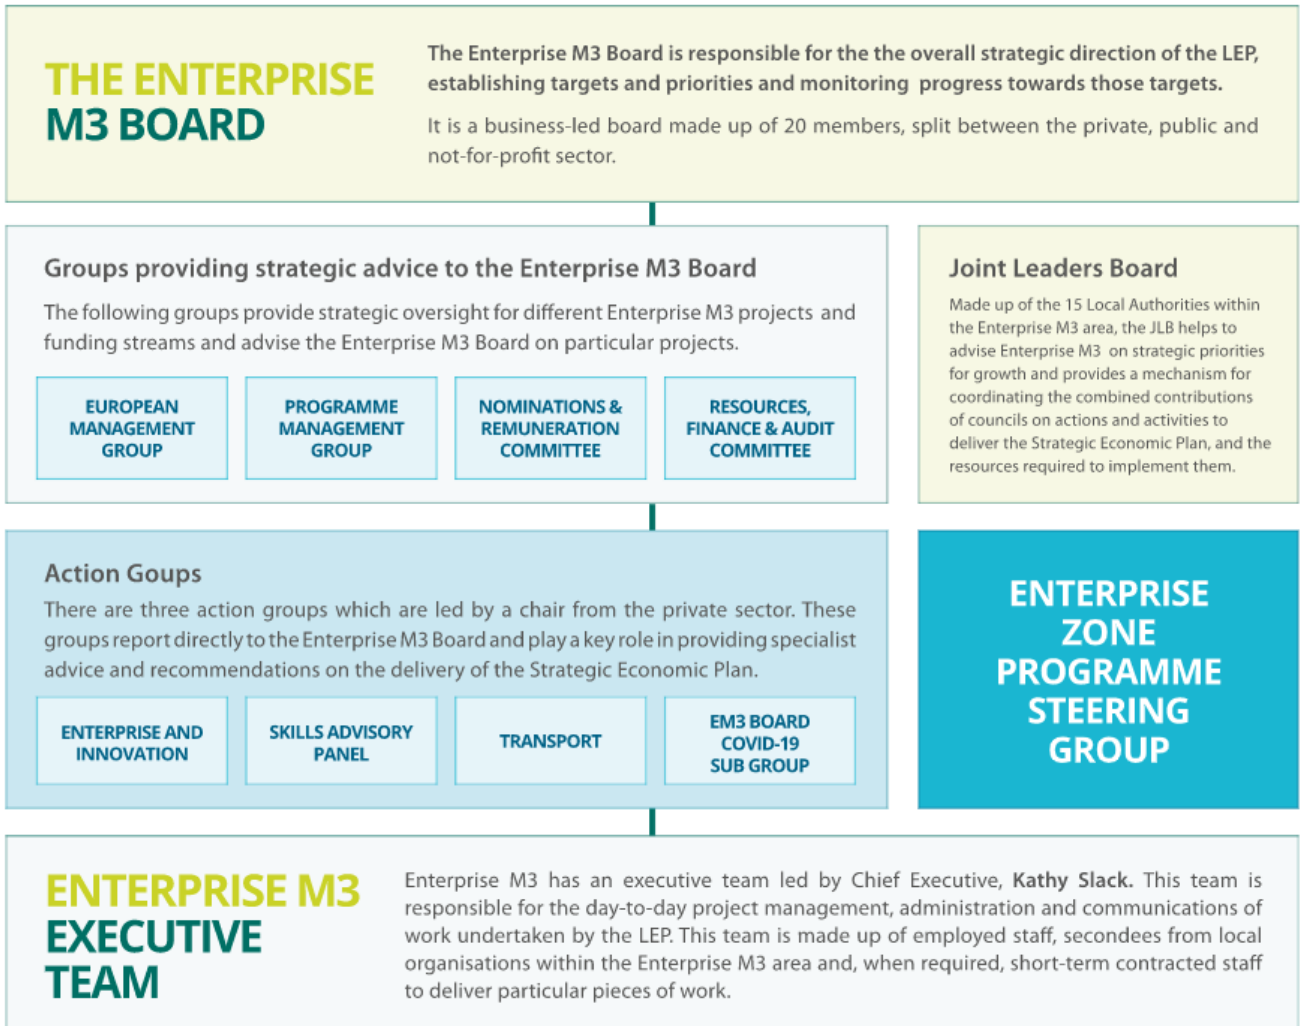 THE ENTERPRISE
M3 BOARD
The Enterprise M3 Board is responsible for the the overall strategic direction of the LEP,
establishing targets and priorities and monitoring progress towards those targets.
It is a business-led board made up of 20 members, split between the private, public and
not-for-profit sector.
Groups providing strategic advice to the Enterprise M3 Board
The following groups provide strategic oversight for different Enterprise M3 projects and
funding streams and advise the Enterprise M3 Board on particular projects.
EUROPEAN
MANAGEMENT
GROUP
PROGRAMME
MANAGEMENT
GROUP
NOMINATIONS &
REMUNERATION
COMMITTEE
RESOURCES,
FINANCE & AUDIT
COMMITTEE
Joint Leaders Board
Made up of the 15 Local Authorities within
the Enterprise M3 area, the JLB helps to
advise Enterprise M3 on strategic priorities
for growth and provides a mechanism for
coordinating the combined contributions
of councils on actions and activities to
deliver the Strategic Economic Plan, and the
resources required to implement them.
Action Goups
There are three action groups which are led by a chair from the private sector. These
groups report directly to the Enterprise M3 Board and play a key role in providing specialist
advice and recommendations on the delivery of the Strategic Economic Plan.
ENTERPRISE AND
INNOVATION
SKILLS ADVISORY
PANEL
TRANSPORT
EM3 BOARD
COVID-19
SUB GROUP
ENTERPRISE
ZONE
PROGRAMME
STEERING
GROUP
ENTERPRISE M3
EXECUTIVE
TEAM
Enterprise M3 has an executive team led by Chief Executive, Kathy Slack. This team is
responsible for the day-to-day project management, administration and communications of
work undertaken by the LEP. This team is made up of employed staff, secondees from local
organisations within the Enterprise M3 area and, when required, short-term contracted staff
to deliver particular pieces of work.